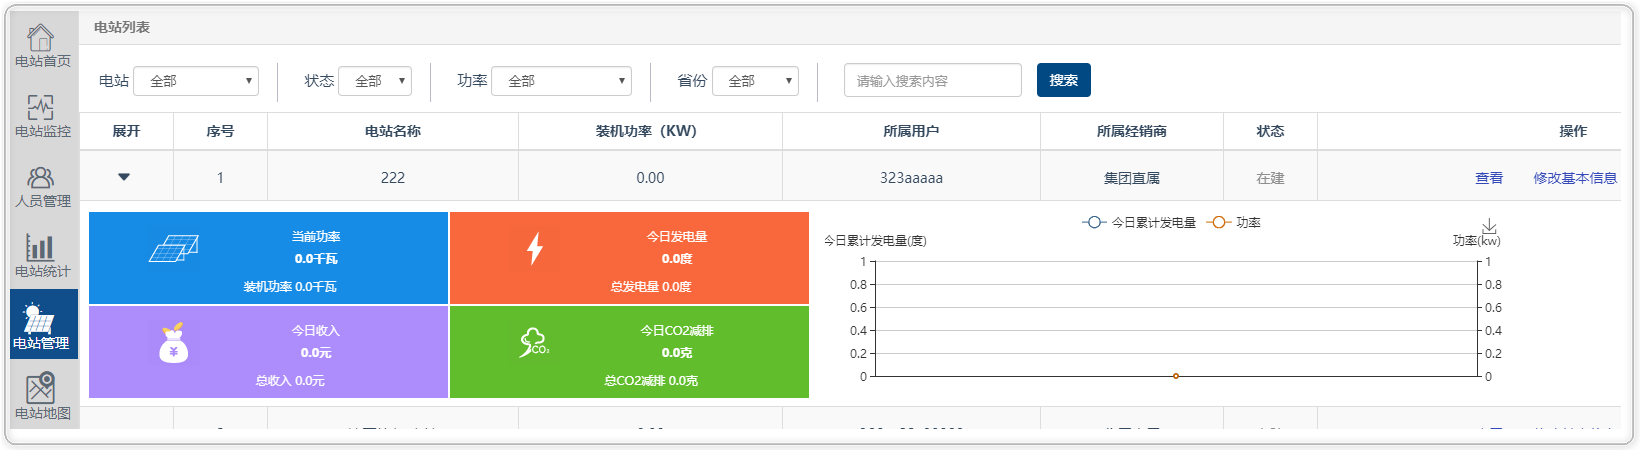 电站列表
电站首页
电站监控
人员管理
电站统计
电站管理
电站地图
电站 全部 状态 全部 功率 全部 省份 全部 请输入搜索内容 搜索
展开 序号 电站名称 装机功率（KW） 所属用户 所属经销商 状态 操作
1 222 0.00 323aaaaa 集团直属 在建 查看 修改基本信息
当前功率
0.0千瓦
装机功率 0.0千瓦
今日发电量
0.0度
总发电量 0.0度
今日收入
¥
0.0元
总收入 0.0元
今日CO2减排
CO₂
0.0克
总CO2减排 0.0克
今日累计发电量 功率
今日累计发电量(度) 功率(kw)
1 1
0.8 0.8
0.6 0.6
0.4 0.4
0.2 0.2
0 0